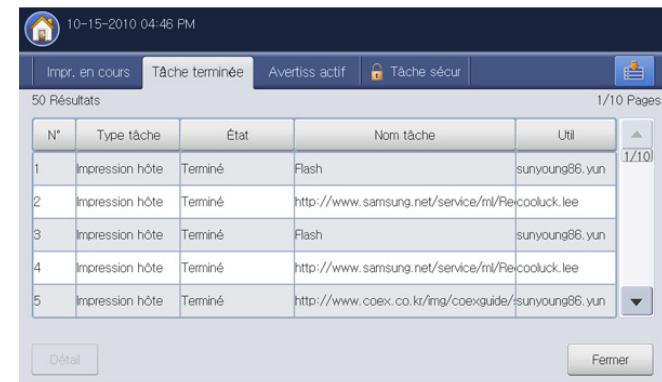 10-15-2010 04:46 PM
Impr. en cours Tâche terminée Avertiss actif Tâche sécur
50 Résultats 1/10 Pages
N° Type tâche État Nom tâche Util
1/10
1 Impression hôte Terminé Flash sunyoung86.yun
2 Impression hôte Terminé http://www.samsung.net/service/ml/Re cooluck.lee
3 Impression hôte Terminé Flash sunyoung86.yun
4 Impression hôte Terminé http://www.samsung.net/service/ml/Re cooluck.lee
5 Impression hôte Terminé http://www.coex.co.kr/img/coexguide/ sunyoung86.yun
Détail Fermer